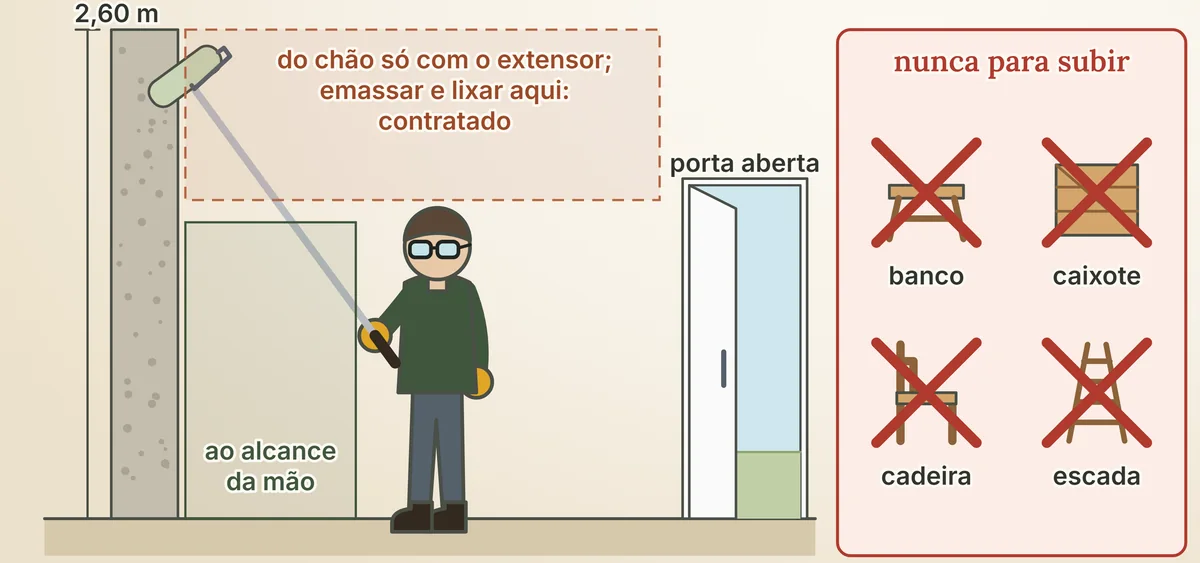 2,60 m
do chão só com o extensor;
emassar e lixar aqui:
contratado
porta aberta
ao alcance
da mão
nunca para subir
banco
caixote
cadeira
escada